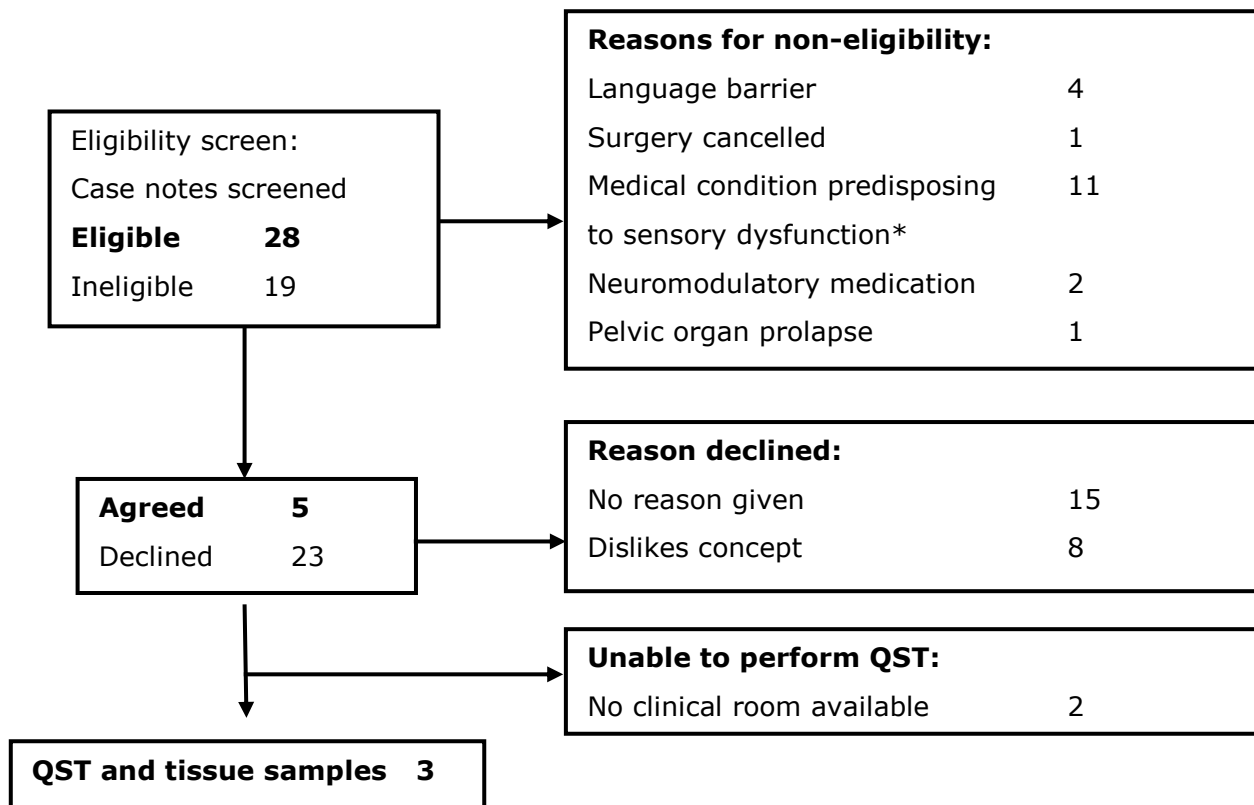 Eligibility screen:
Case notes screened
Eligible 28
Ineligible 19
Reasons for non-eligibility:
Language barrier 4
Surgery cancelled 1
Medical condition predisposing 11
to sensory dysfunction*
Neuromodulatory medication 2
Pelvic organ prolapse 1
Agreed 5
Declined 23
Reason declined:
No reason given 15
Dislikes concept 8
Unable to perform QST:
No clinical room available 2
QST and tissue samples 3